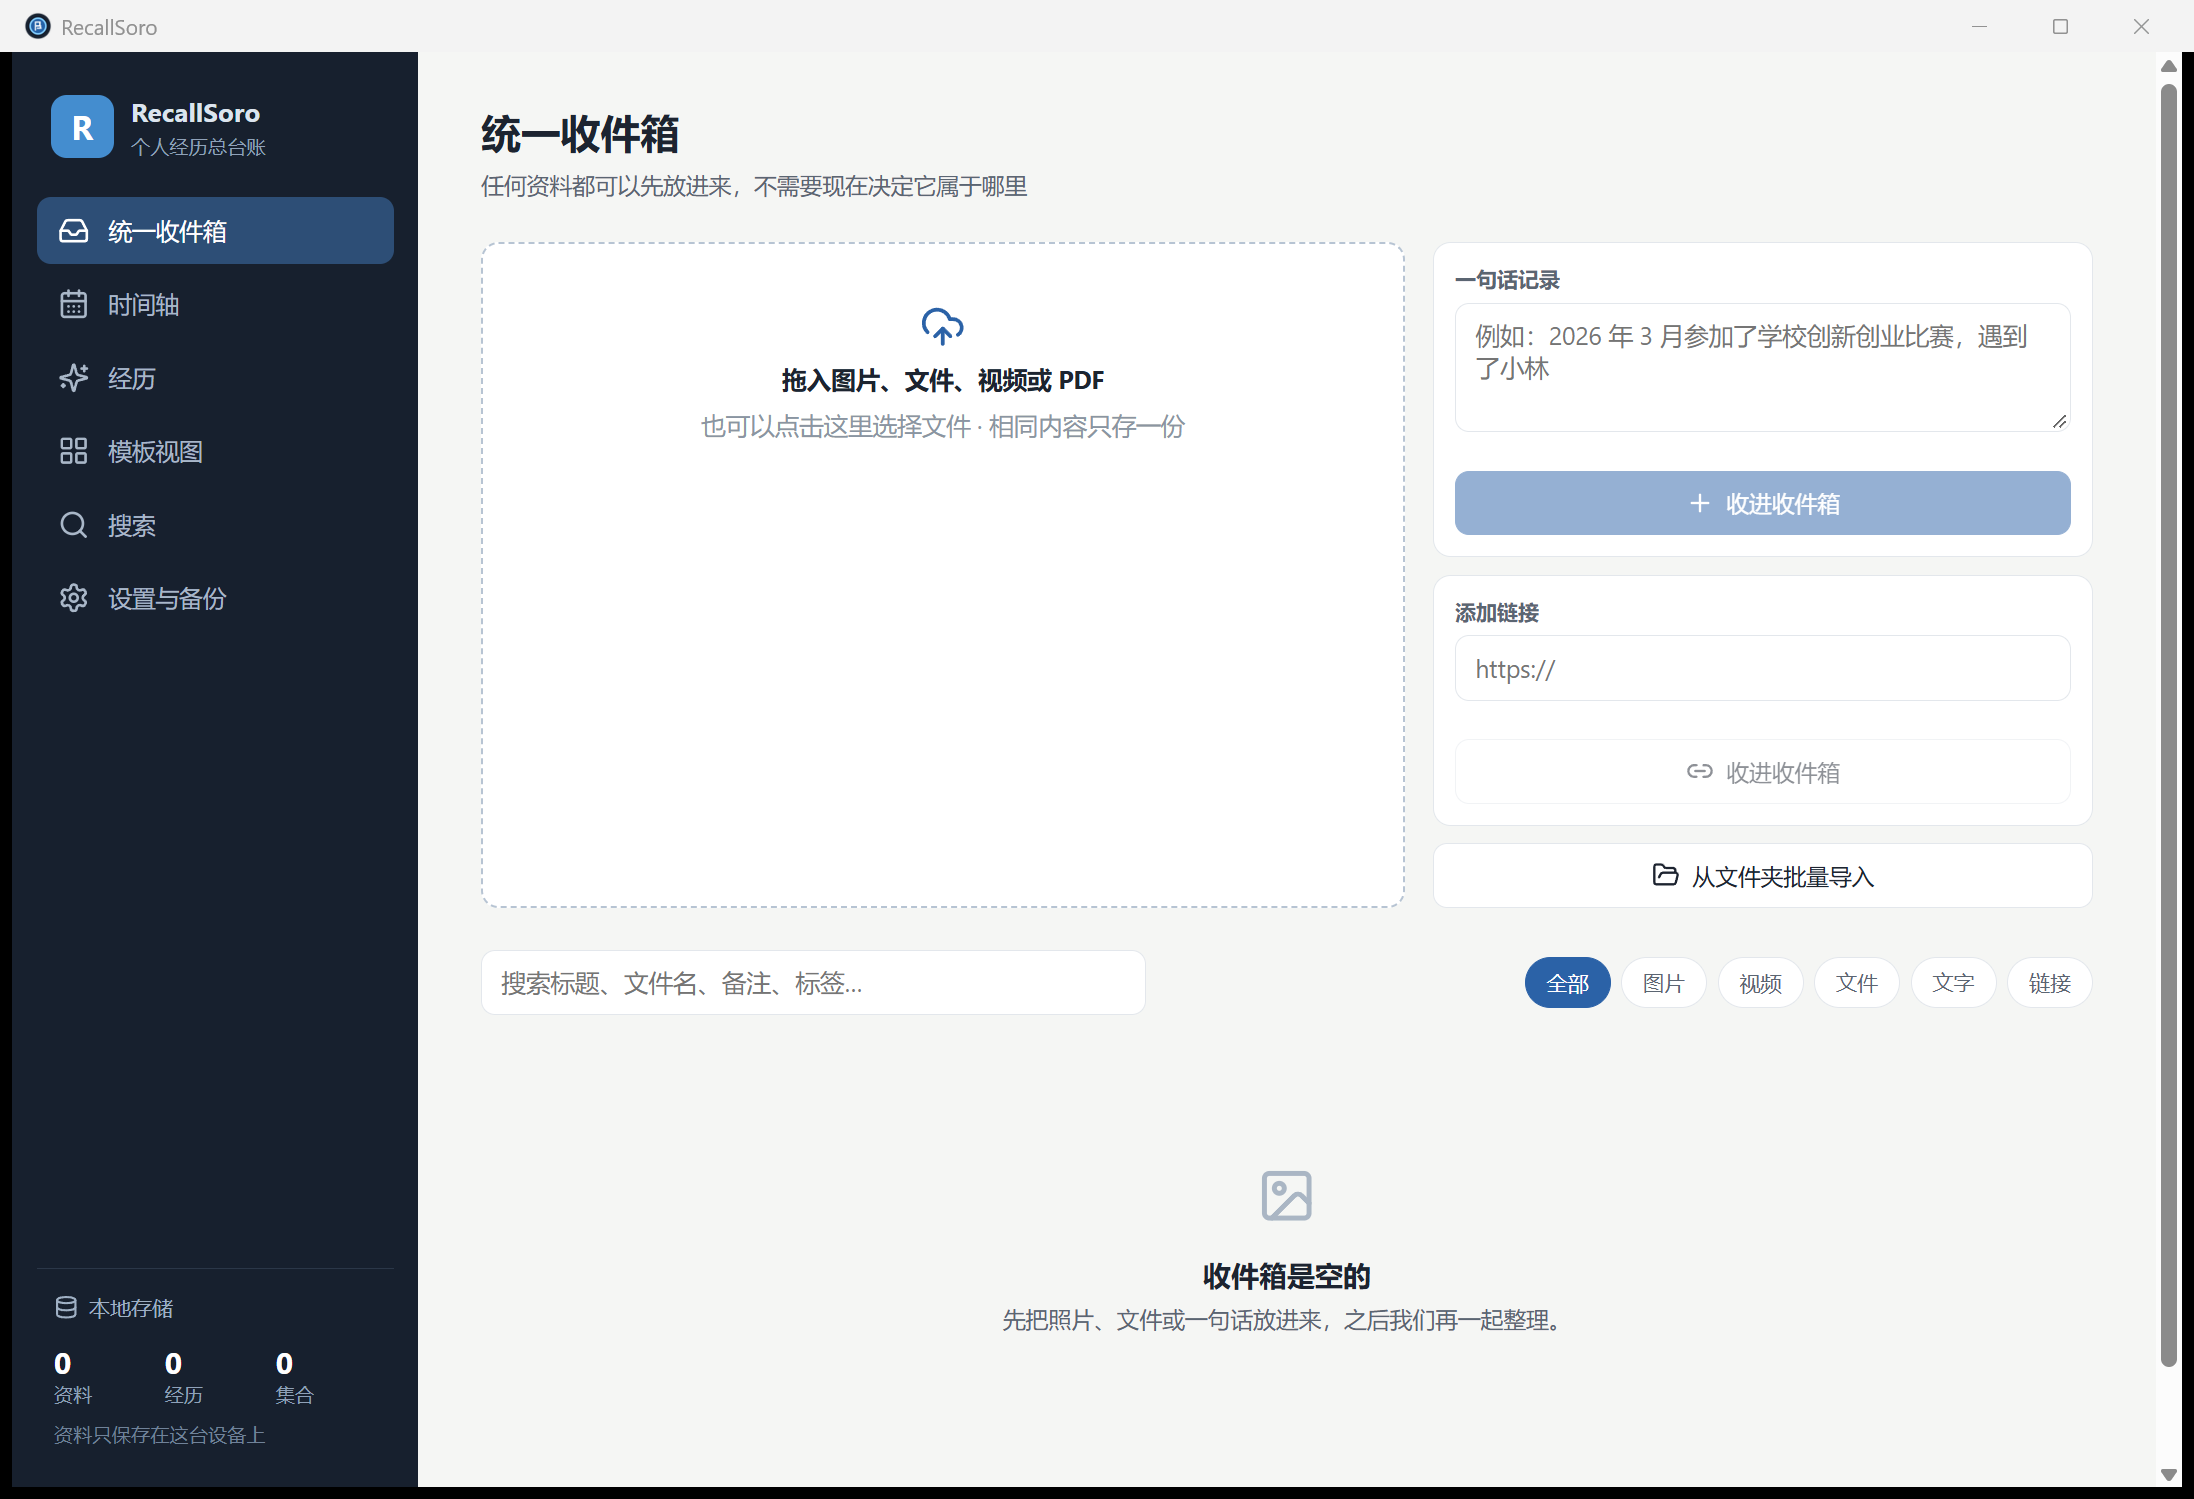 RecallSoro
R
RecallSoro
个人经历总台账
统一收件箱
时间轴
经历
模板视图
搜索
设置与备份
本地存储
0 0 0
资料 经历 集合
资料只保存在这台设备上
统一收件箱
任何资料都可以先放进来，不需要现在决定它属于哪里
拖入图片、文件、视频或 PDF
也可以点击这里选择文件 · 相同内容只存一份
一句话记录
例如：2026 年 3 月参加了学校创新创业比赛，遇到
了小林
收进收件箱
添加链接
https://
收进收件箱
从文件夹批量导入
搜索标题、文件名、备注、标签...
全部 图片 视频 文件 文字 链接
收件箱是空的
先把照片、文件或一句话放进来，之后我们再一起整理。